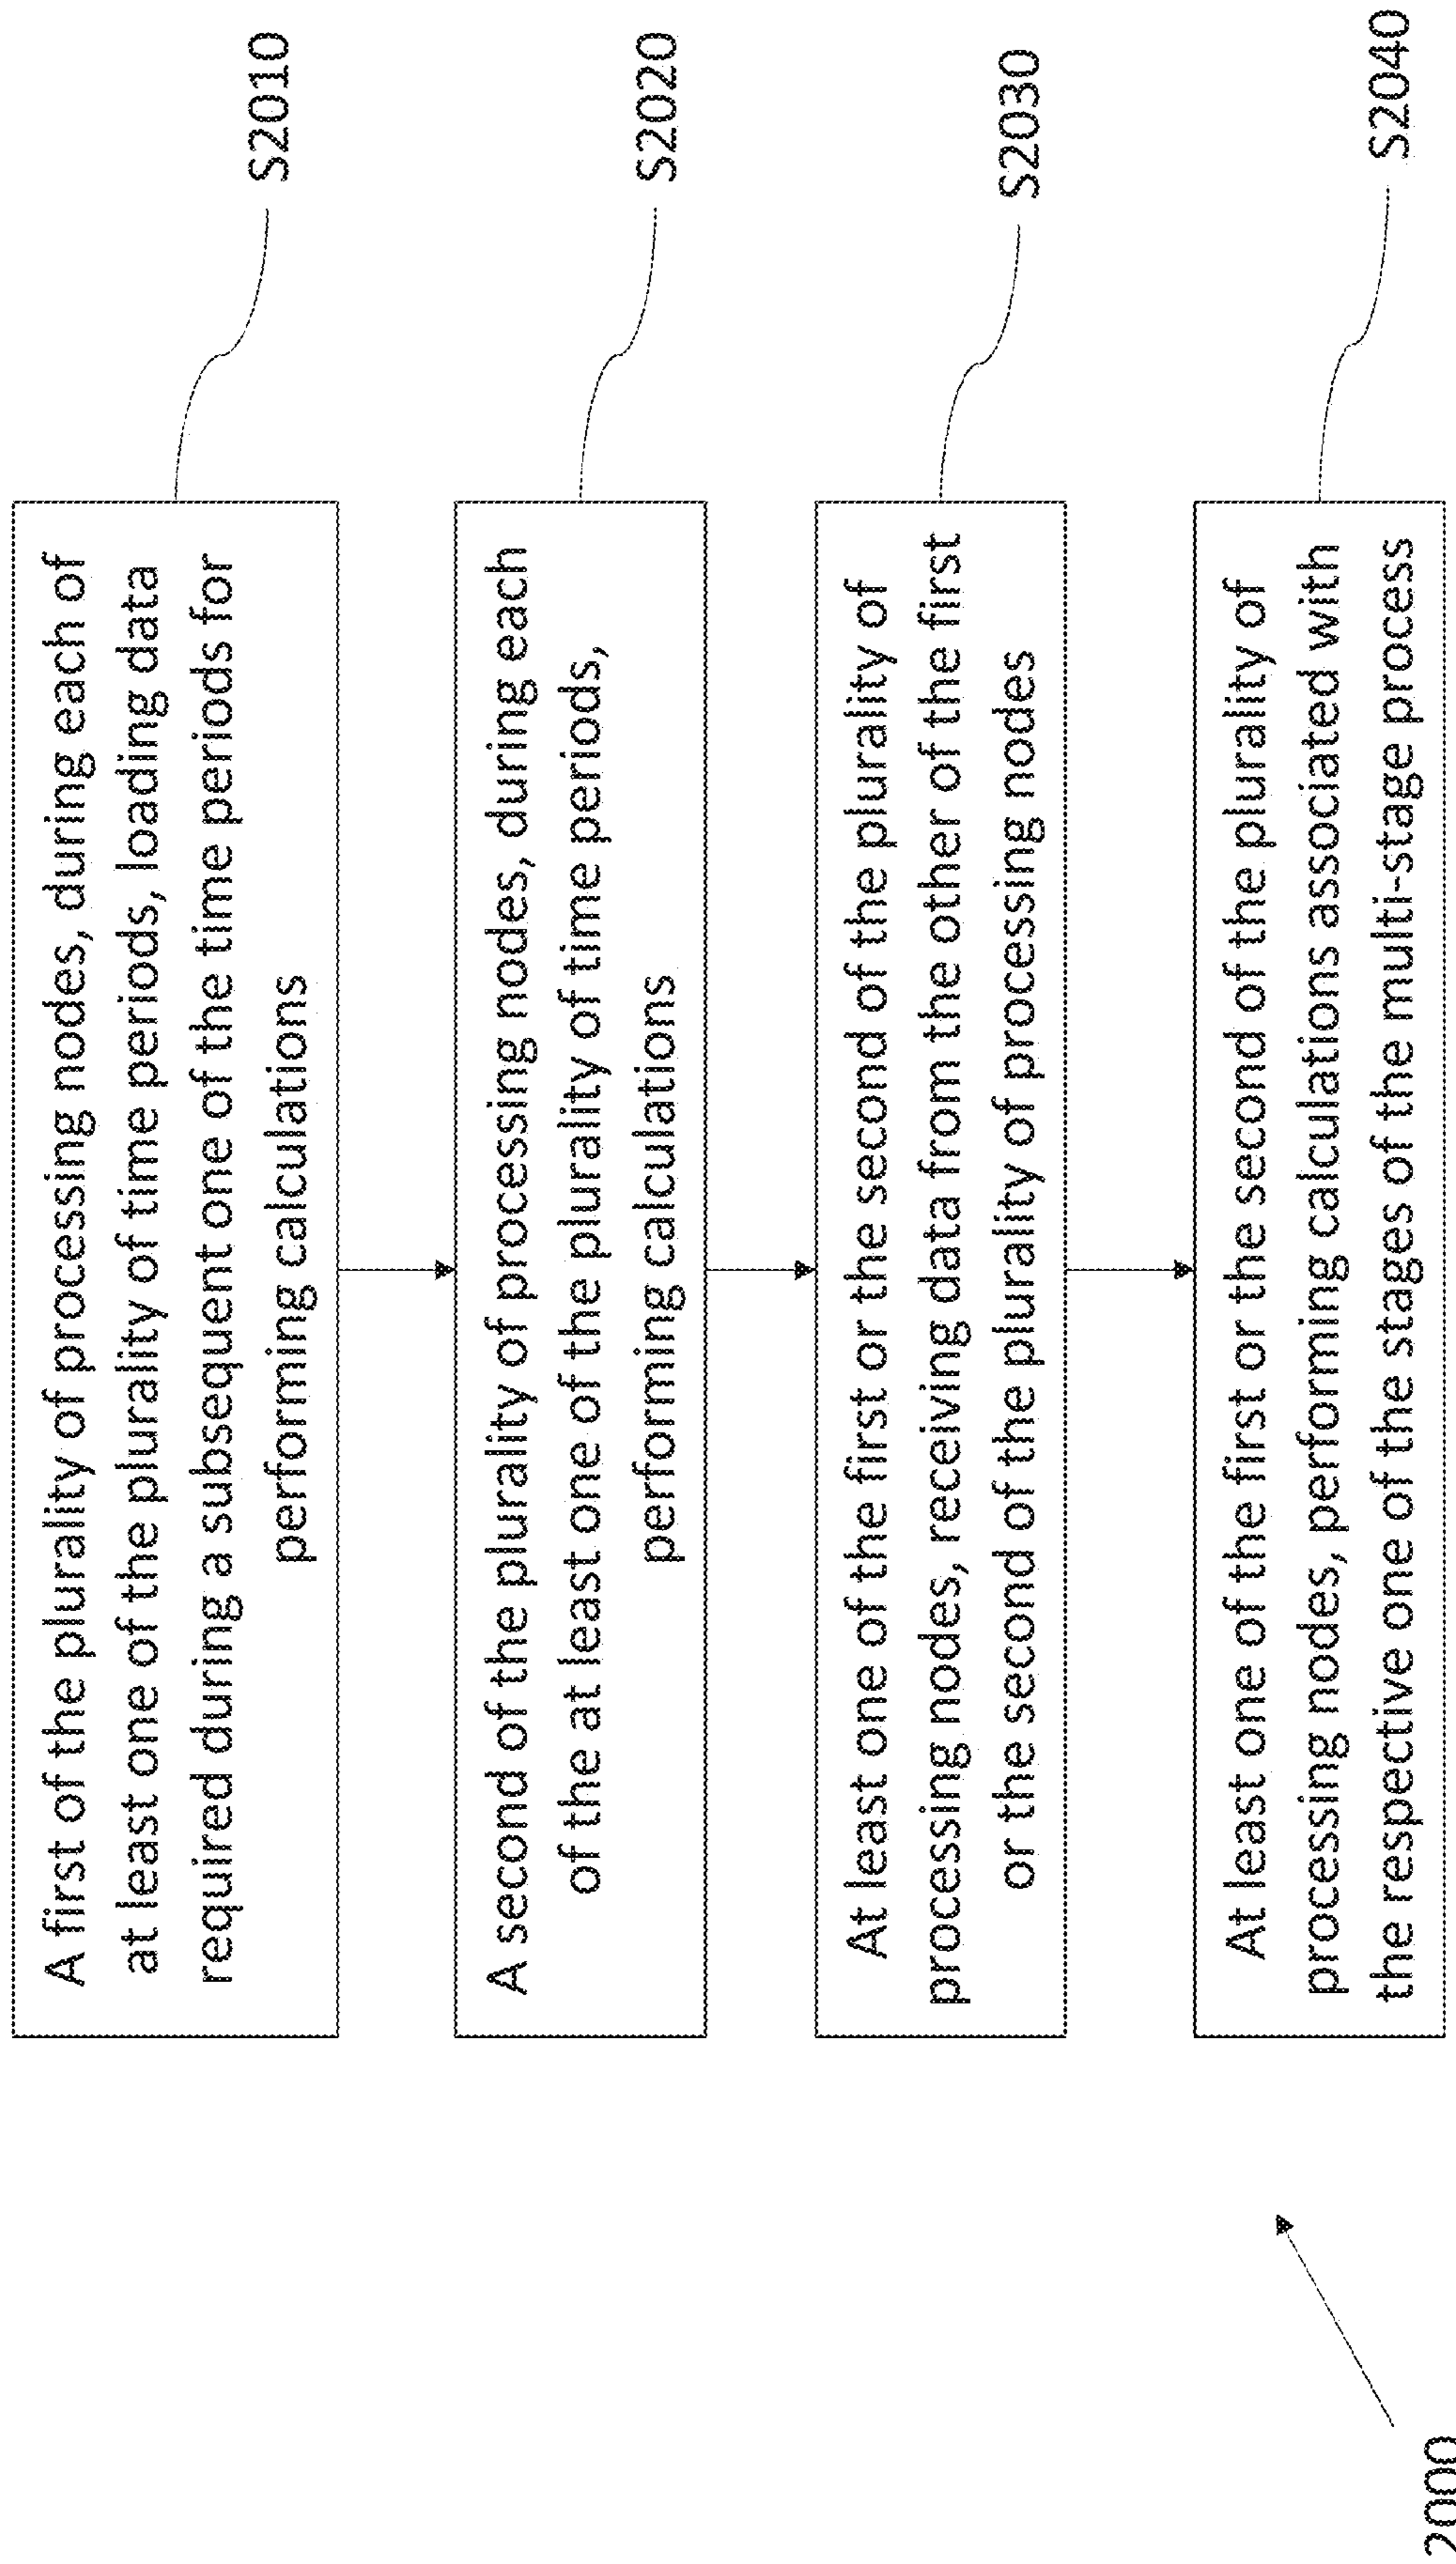 A first of the plurality of processing nodes, during each of
at least one of the plurality of time periods, loading data
required during a subsequent one of the time periods for
performing calculations
S2010
A second of the plurality of processing nodes, during each
of the at least one of the plurality of time periods,
performing calculations
S2020
At least one of the first or the second of the plurality of
processing nodes, receiving data from the other of the first
or the second of the plurality of processing nodes
S2030
At least one of the first or the second of the plurality of
processing nodes, performing calculations associated with
the respective one of the stages of the multi-stage process
S2040
2000